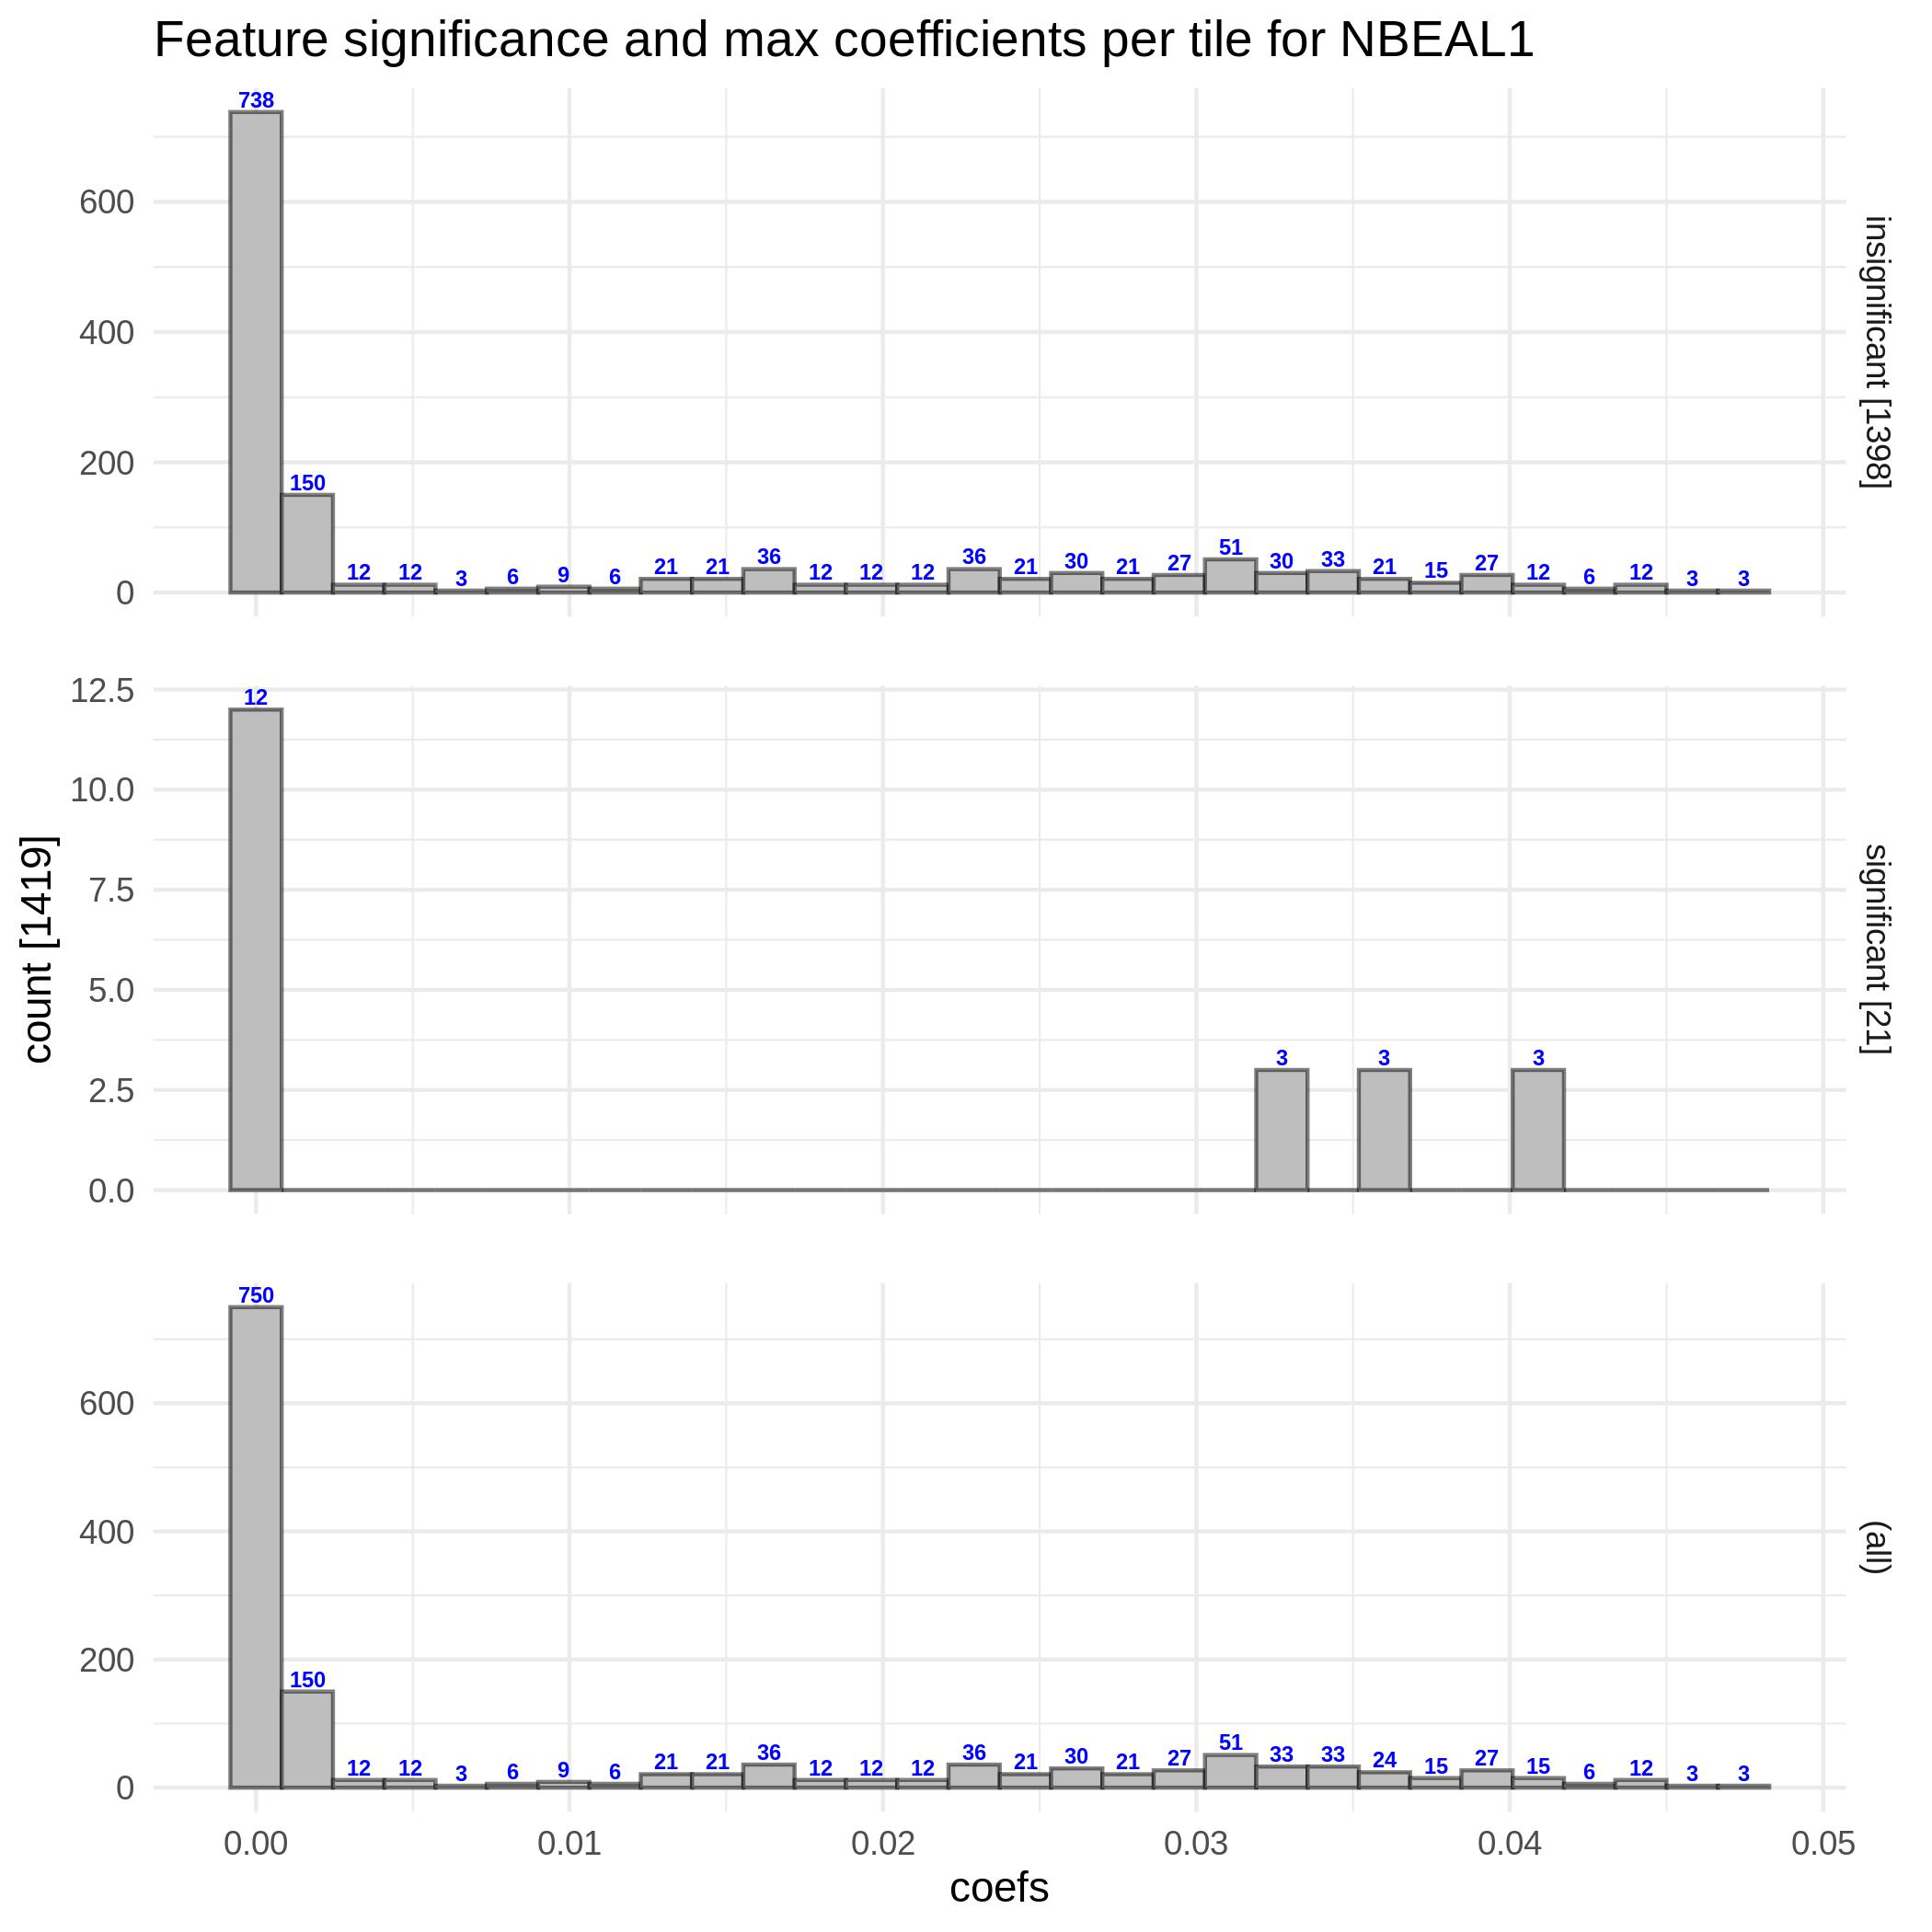 Feature significance and max coefficients per tile for NBEAL1
738
150
12 12 3 6 9 6 21 21 36 12 12 12 36 21 30 21 27 51 30 33 21 15 27 12 6 12 3 3
600
400
200
0
insignificant [1398]
12
3 3 3
12.5
10.0
7.5
5.0
2.5
0.0
significant [21]
count [1419]
750
150
12 12 3 6 9 6 21 21 36 12 12 12 36 21 30 21 27 51 33 33 24 15 27 15 6 12 3 3
600
400
200
0
(all)
0.00 0.01 0.02 0.03 0.04 0.05
coefs